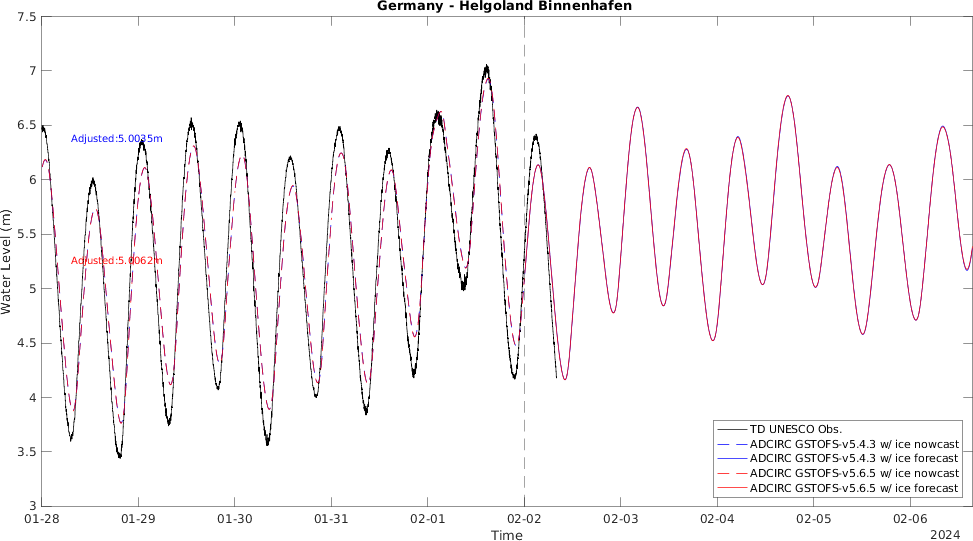 Germany - Helgoland Binnenhafen
Water Level (m)
7.5
7
6.5
6
5.5
5
4.5
4
3.5
3
Adjusted:5.0035m
Adjusted:5.0062m
TD UNESCO Obs.
ADCIRC GSTOFS-v5.4.3 w/ ice nowcast
ADCIRC GSTOFS-v5.4.3 w/ ice forecast
ADCIRC GSTOFS-v5.6.5 w/ ice nowcast
ADCIRC GSTOFS-v5.6.5 w/ ice forecast
01-28 01-29 01-30 01-31 02-01 02-02 02-03 02-04 02-05 02-06
Time
2024